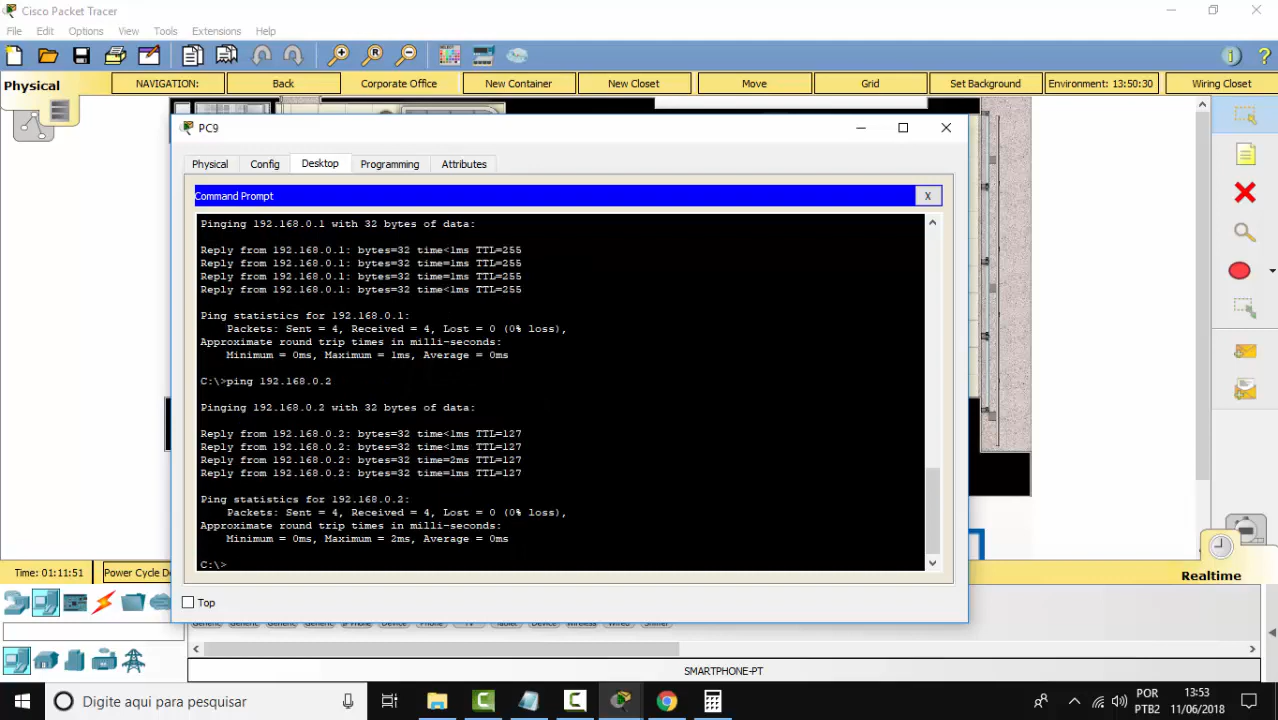 Cisco Packet Tracer
File Edit Options View Tools Extensions Help
Physical
NAVIGATION: Back Corporate Office New Container New Closet Move Grid Set Background Environment: 13:50:30 Wiring Closet
PC9
Physical Config Desktop Programming Attributes
Command Prompt X
Pinging 192.168.0.1 with 32 bytes of data:
Reply from 192.168.0.1: bytes=32 time<1ms TTL=255
Reply from 192.168.0.1: bytes=32 time<1ms TTL=255
Reply from 192.168.0.1: bytes=32 time=1ms TTL=255
Reply from 192.168.0.1: bytes=32 time<1ms TTL=255
Ping statistics for 192.168.0.1:
Packets: Sent = 4, Received = 4, Lost = 0 (0% loss),
Approximate round trip times in milli-seconds:
Minimum = 0ms, Maximum = 1ms, Average = 0ms
C:\>ping 192.168.0.2
Pinging 192.168.0.2 with 32 bytes of data:
Reply from 192.168.0.2: bytes=32 time<1ms TTL=127
Reply from 192.168.0.2: bytes=32 time<1ms TTL=127
Reply from 192.168.0.2: bytes=32 time=2ms TTL=127
Reply from 192.168.0.2: bytes=32 time=1ms TTL=127
Ping statistics for 192.168.0.2:
Packets: Sent = 4, Received = 4, Lost = 0 (0% loss),
Approximate round trip times in milli-seconds:
Minimum = 0ms, Maximum = 2ms, Average = 0ms
C:\>
Time: 01:11:51 Power Cycle De
Realtime
Top
SMARTPHONE-PT
Digite aqui para pesquisar
POR 13:53
PTB2 11/06/2018